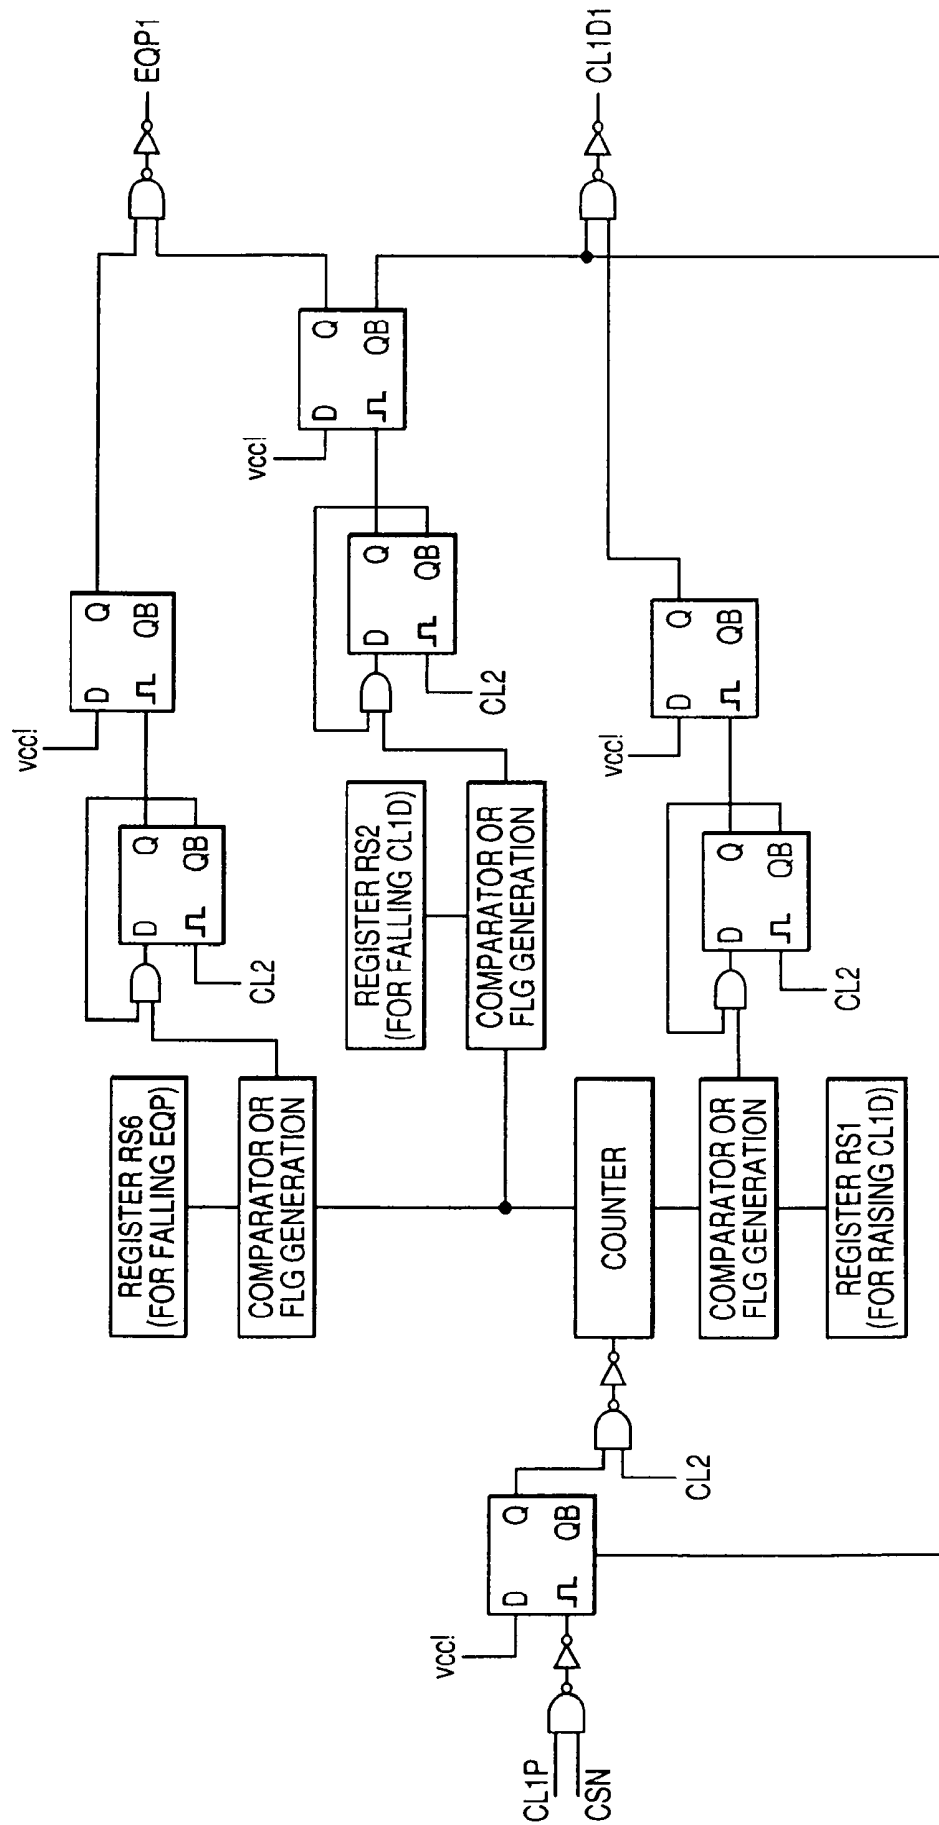 EQP1
vcc!
D
Q
QB
D
Q
QB
CL2
REGISTER RS6
(FOR FALLING EQP)
COMPARATOR OR
FLG GENERATION
vcc!
D
Q
QB
D
Q
QB
CL2
REGISTER RS2
(FOR FALLING CL1D)
COMPARATOR OR
FLG GENERATION
CL1D1
vcc!
D
Q
QB
D
Q
QB
CL2
COUNTER
COMPARATOR OR
FLG GENERATION
REGISTER RS1
(FOR RAISING CL1D)
vcc!
D
Q
QB
CL2
CL1P
CSN